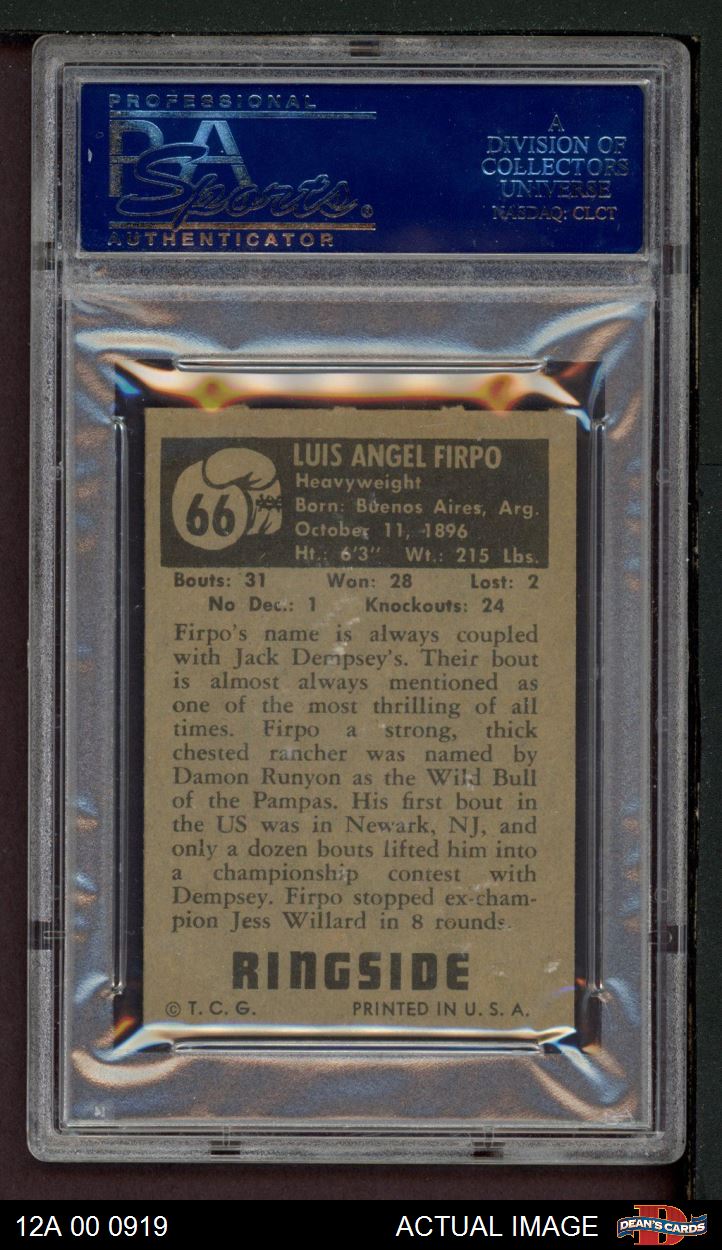 PROFESSIONAL
PSA
Sports®
AUTHENTICATOR
A
DIVISION OF
COLLECTORS
UNIVERSE
NASDAQ: CLCT
66
LUIS ANGEL FIRPO
Heavyweight
Born: Buenos Aires, Arg.
October 11, 1896
Ht.: 6'3" Wt.: 215 Lbs.
Bouts: 31 Won: 28 Lost: 2
No Dec.: 1 Knockouts: 24
Firpo's name is always coupled
with Jack Dempsey's. Their bout
is almost always mentioned as
one of the most thrilling of all
times. Firpo a strong, thick
chested rancher was named by
Damon Runyon as the Wild Bull
of the Pampas. His first bout in
the US was in Newark, NJ, and
only a dozen bouts lifted him into
a championship contest with
Dempsey. Firpo stopped ex-cham-
pion Jess Willard in 8 rounds.
RINGSIDE
© T. C. G. PRINTED IN U. S. A.
12A 00 0919 ACTUAL IMAGE DEAN'S CARDS